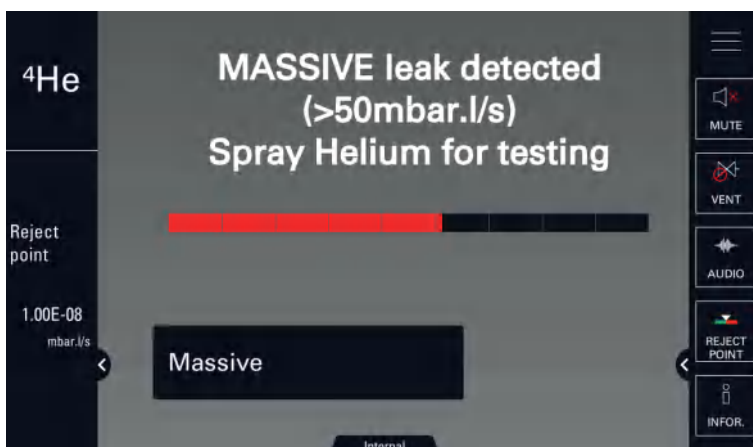 ⁴He
MASSIVE leak detected
(>50mbar.l/s)
Spray Helium for testing
Reject
point
1.00E-08
mbar.l/s
Massive
Internal
MUTE
VENT
AUDIO
REJECT
POINT
INFOR.